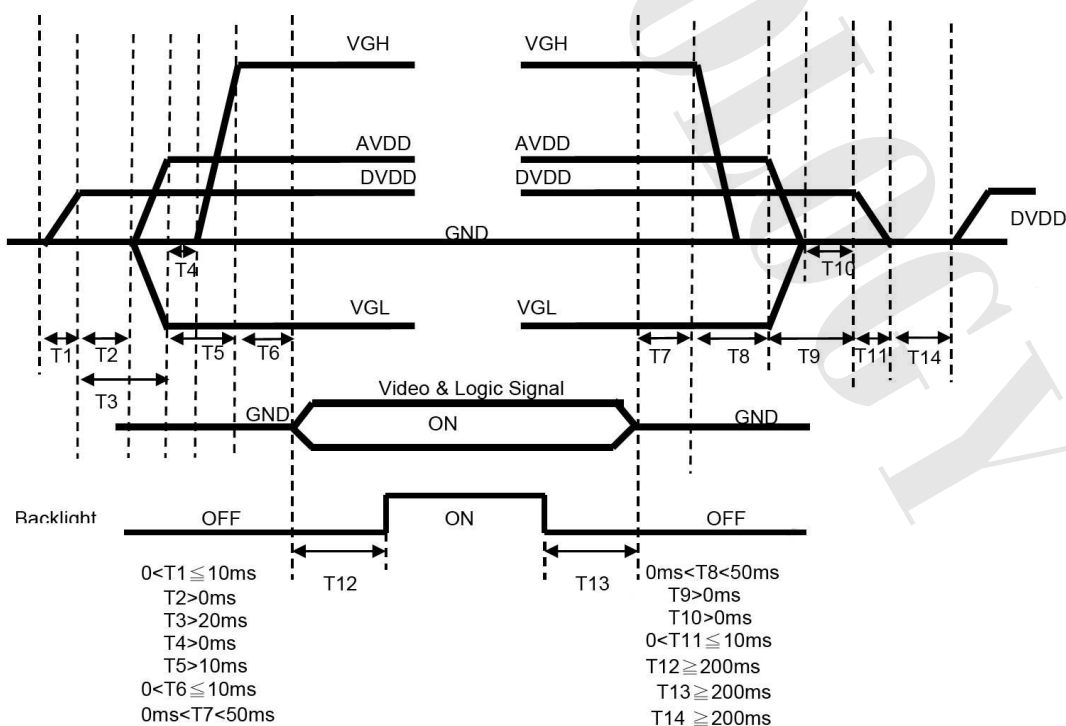 VGH VGH
AVDD AVDD
DVDD DVDD
DVDD
GND
T4 T10
VGL VGL
T1 T2 T5 T6 T7 T8 T9 T11 T14
T3
Video & Logic Signal
GND ON GND
Backlight OFF ON OFF
T12 T13
0<T1≦10ms
T2>0ms
T3>20ms
T4>0ms
T5>10ms
0<T6≦10ms
0ms<T7<50ms
0ms<T8<50ms
T9>0ms
T10>0ms
0<T11≦10ms
T12≧200ms
T13≧200ms
T14 ≧200ms
OLOGY